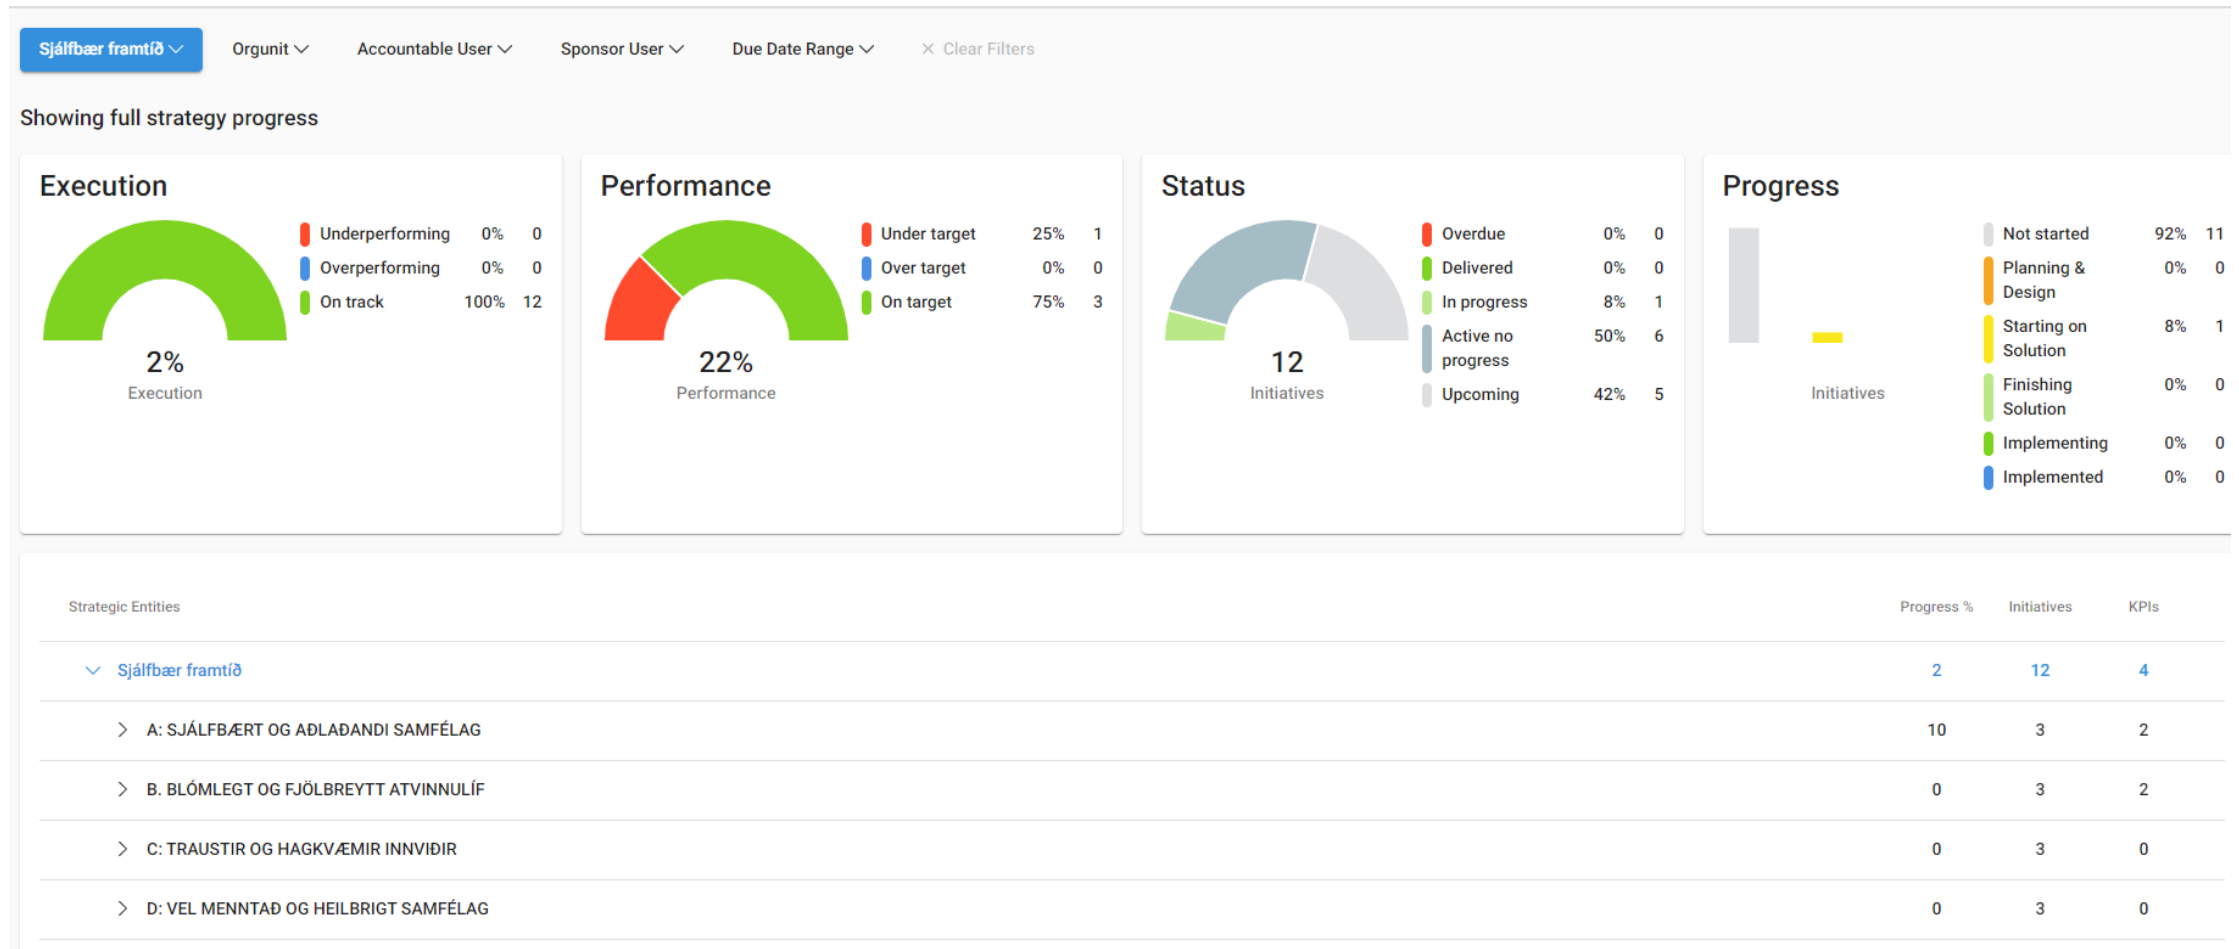 Sjálfbær framtíð Orgunit Accountable User Sponsor User Due Date Range × Clear Filters
Showing full strategy progress
Execution
Underperforming 0% 0
Overperforming 0% 0
On track 100% 12
2%
Execution
Performance
Under target 25% 1
Over target 0% 0
On target 75% 3
22%
Performance
Status
Overdue 0% 0
Delivered 0% 0
In progress 8% 1
Active no 50% 6
progress
Upcoming 42% 5
12
Initiatives
Progress
Not started 92% 11
Planning & 0% 0
Design
Starting on 8% 1
Solution
Finishing 0% 0
Solution
Implementing 0% 0
Implemented 0% 0
Initiatives
Strategic Entities Progress % Initiatives KPIs
Sjálfbær framtíð 2 12 4
A: SJÁLFBÆRT OG AÐLAÐANDI SAMFÉLAG 10 3 2
B. BLÓMLEGT OG FJÖLBREYTT ATVINNULÍF 0 3 2
C: TRAUSTIR OG HAGKVÆMIR INNVIÐIR 0 3 0
D: VEL MENNTAÐ OG HEILBRIGT SAMFÉLAG 0 3 0